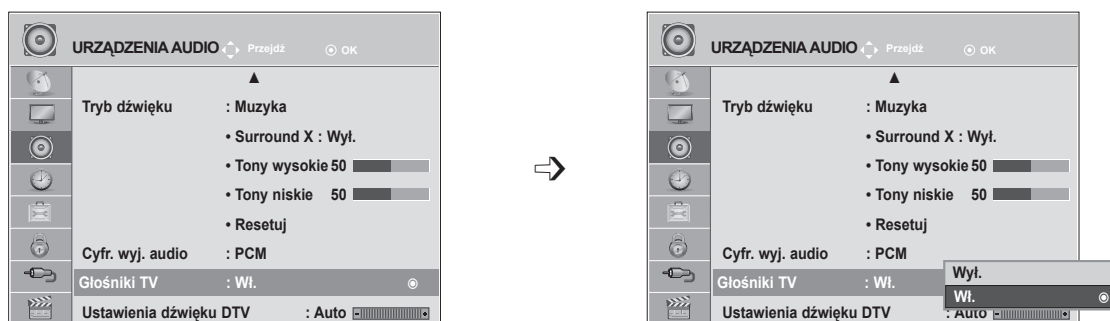 URZĄDZENIA AUDIO Przejdź OK
Tryb dźwięku : Muzyka
• Surround X : Wył.
• Tony wysokie 50
• Tony niskie 50
• Resetuj
Cyfr. wyj. audio : PCM
Głośniki TV : Wł.
Ustawienia dźwięku DTV : Auto
URZĄDZENIA AUDIO Przejdź OK
Tryb dźwięku : Muzyka
• Surround X : Wył.
• Tony wysokie 50
• Tony niskie 50
• Resetuj
Cyfr. wyj. audio : PCM
Głośniki TV : Wł.
Wył.
Wł.
Ustawienia dźwięku DTV : Auto